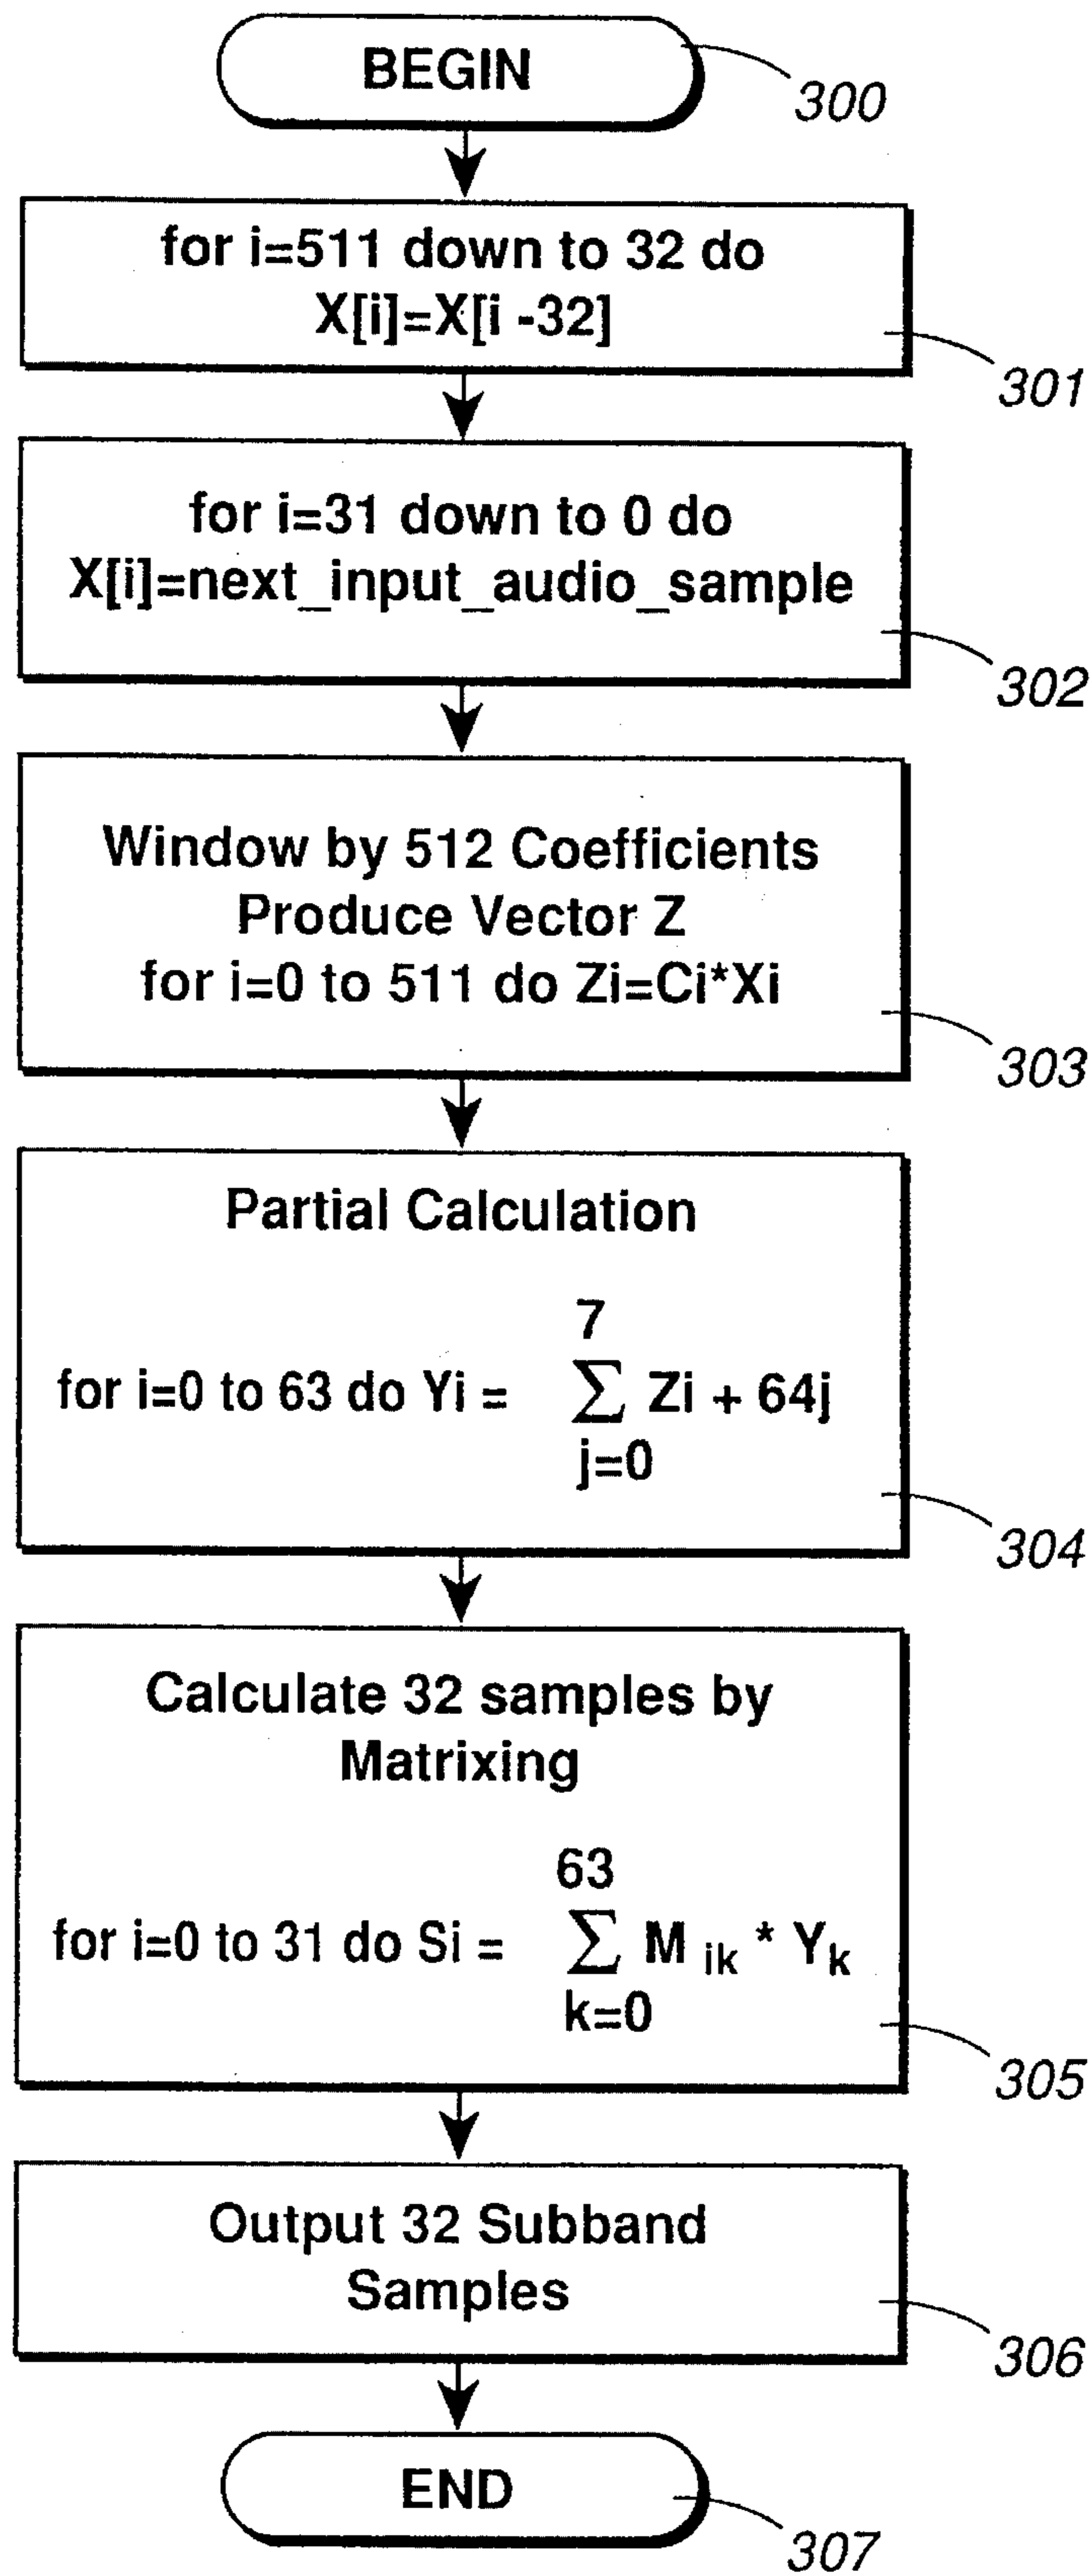 BEGIN
300
for i=511 down to 32 do
X[i]=X[i -32]
301
for i=31 down to 0 do
X[i]=next_input_audio_sample
302
Window by 512 Coefficients
Produce Vector Z
for i=0 to 511 do Zi=Ci*Xi
303
Partial Calculation
7
for i=0 to 63 do Yi = ∑ Zi + 64j
j=0
304
Calculate 32 samples by
Matrixing
63
for i=0 to 31 do Si = ∑ M ik * Yk
k=0
305
Output 32 Subband
Samples
306
END
307